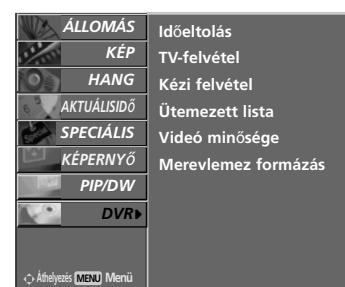 ÁLLOMÁS
KÉP
HANG
AKTUÁLISIDŐ
SPECIÁLIS
KÉPERNYŐ
PIP/DW
DVR
Áthelyezés MENU Menü
Időeltolás
TV-felvétel
Kézi felvétel
Ütemezett lista
Videó minősége
Merevlemez formázás